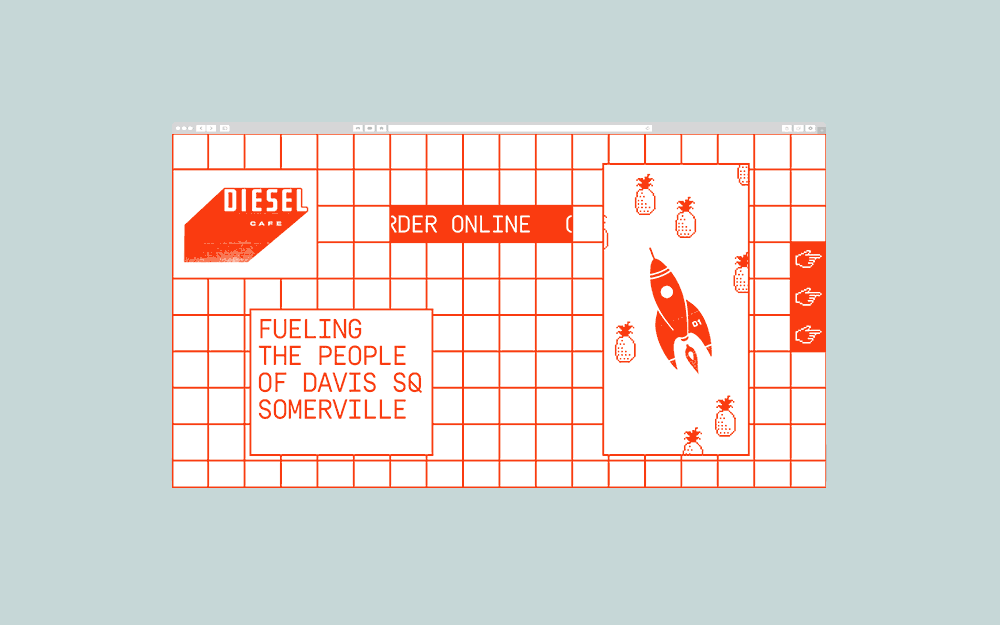 DIESEL
CAFE
RDER ONLINE
FUELING
THE PEOPLE
OF DAVIS SQ
SOMERVILLE